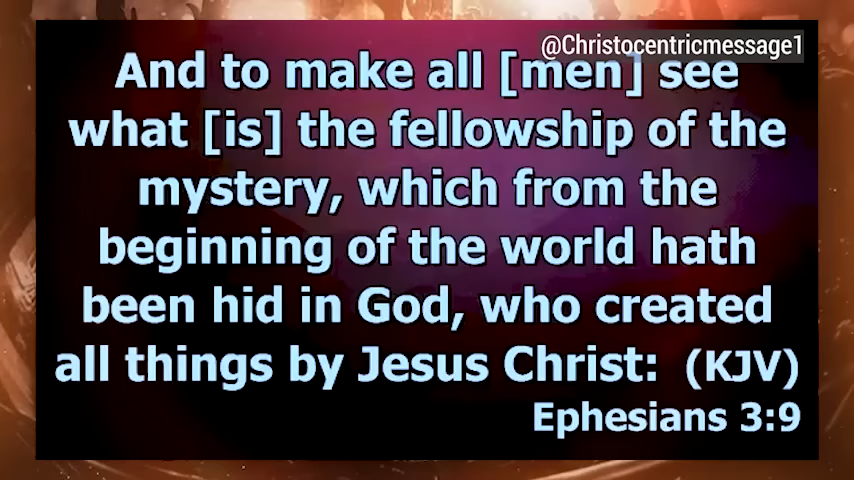 @Christocentricmessage1
And to make all [men] see
what [is] the fellowship of the
mystery, which from the
beginning of the world hath
been hid in God, who created
all things by Jesus Christ: (KJV)
Ephesians 3:9